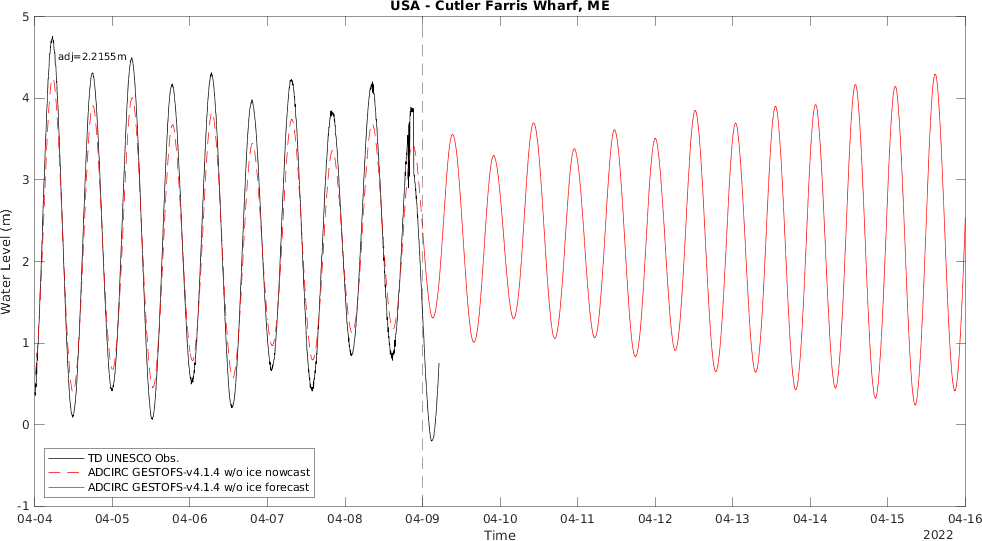 USA - Cutler Farris Wharf, ME
5
adj=2.2155m
4
3
2
1
0
-1
Water Level (m)
TD UNESCO Obs.
ADCIRC GESTOFS-v4.1.4 w/o ice nowcast
ADCIRC GESTOFS-v4.1.4 w/o ice forecast
04-04 04-05 04-06 04-07 04-08 04-09 04-10 04-11 04-12 04-13 04-14 04-15 04-16
Time
2022